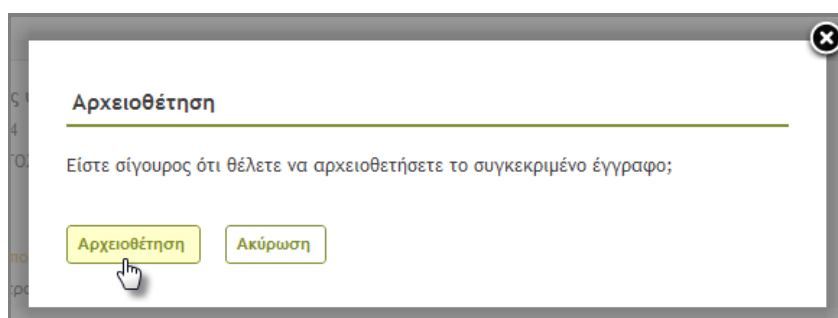 Αρχειοθέτηση
Είστε σίγουρος ότι θέλετε να αρχειοθετήσετε το συγκεκριμένο έγγραφο;
Αρχειοθέτηση Ακύρωση